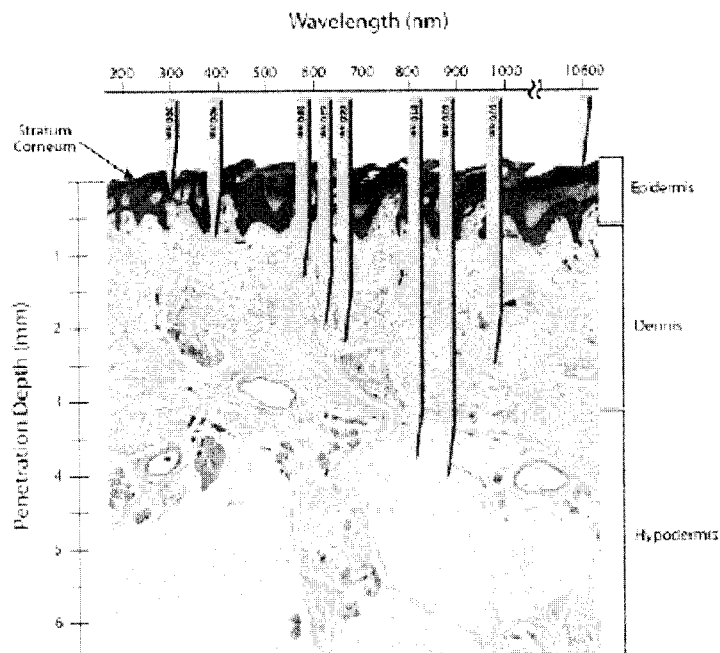 Wavelength (nm)
200 300 400 500 600 700 800 900 1000 10600
Stratum
Corneum
Epidermis
Dermis
Hypodermis
Penetration Depth (mm)
1
2
3
4
5
6